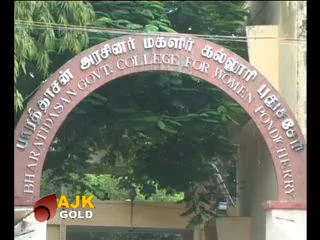 பாரதிதாசன் அரசினர் மகளிர் கல்லூரி புதுச்சேரி
BHARATIDASAN GOVT. COLLEGE FOR WOMEN PONDICHERRY
AJK
GOLD